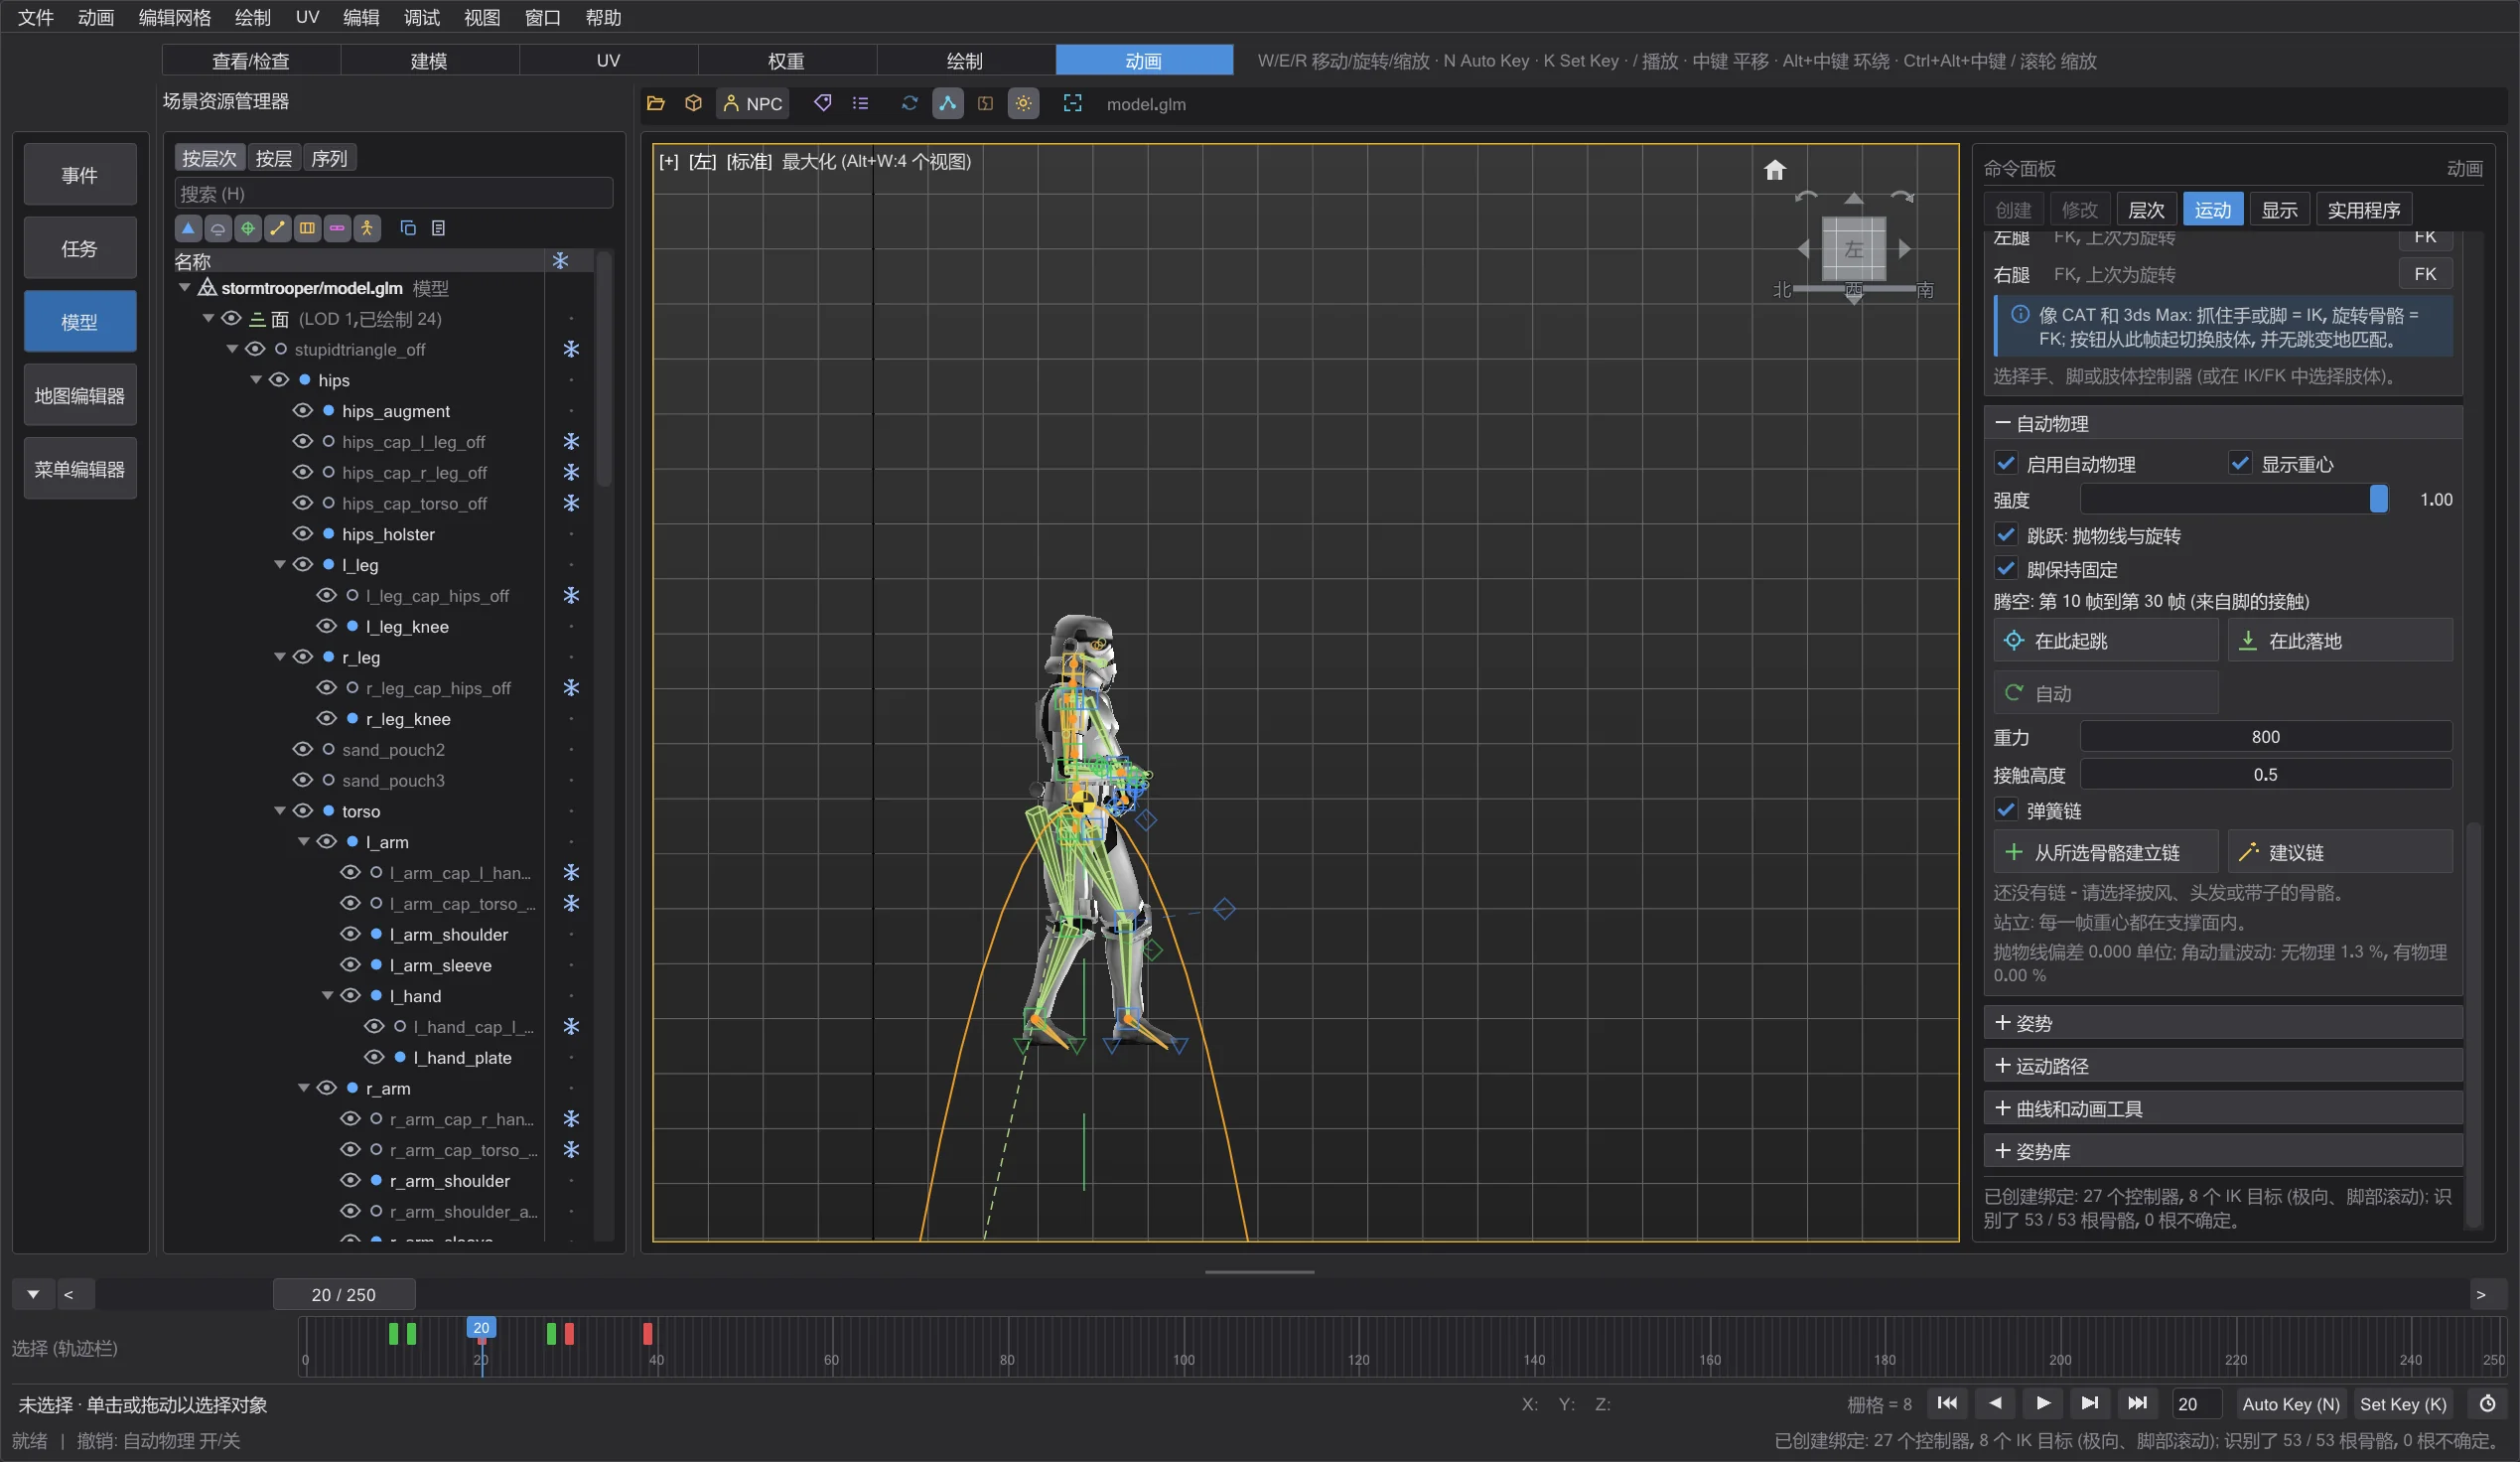 文件 动画 编辑网格 绘制 UV 编辑 调试 视图 窗口 帮助
查看/检查 建模 UV 权重 绘制 动画 W/E/R 移动/旋转/缩放 · N Auto Key · K Set Key · / 播放 · 中键 平移 · Alt+中键 环绕 · Ctrl+Alt+中键 / 滚轮 缩放
场景资源管理器
NPC model.glm
事件
任务
模型
地图编辑器
菜单编辑器
按层次 按层 序列
搜索 (H)
名称
stormtrooper/model.glm 模型
面 (LOD 1,已绘制 24)
stupidtriangle_off
hips
hips_augment
hips_cap_l_leg_off
hips_cap_r_leg_off
hips_cap_torso_off
hips_holster
l_leg
l_leg_cap_hips_off
l_leg_knee
r_leg
r_leg_cap_hips_off
r_leg_knee
sand_pouch2
sand_pouch3
torso
l_arm
l_arm_cap_l_han...
l_arm_cap_torso_...
l_arm_shoulder
l_arm_sleeve
l_hand
l_hand_cap_l_...
l_hand_plate
r_arm
r_arm_cap_r_han...
r_arm_cap_torso_...
r_arm_shoulder
r_arm_shoulder_a...
r_arm_sleeve
[+] [左] [标准] 最大化 (Alt+W:4 个视图)
左
北 西 南
命令面板 动画
创建 修改 层次 运动 显示 实用程序
左腿 FK, 上次为旋转 FK
右腿 FK, 上次为旋转 FK
像 CAT 和 3ds Max: 抓住手或脚 = IK, 旋转骨骼 =
FK; 按钮从此帧起切换肢体, 并无跳变地匹配。
选择手、脚或肢体控制器 (或在 IK/FK 中选择肢体)。
自动物理
启用自动物理 显示重心
强度 1.00
跳跃: 抛物线与旋转
脚保持固定
腾空: 第 10 帧到第 30 帧 (来自脚的接触)
在此起跳 在此落地
自动
重力 800
接触高度 0.5
弹簧链
从所选骨骼建立链 建议链
还没有链 - 请选择披风、头发或带子的骨骼。
站立: 每一帧重心都在支撑面内。
抛物线偏差 0.000 单位; 角动量波动: 无物理 1.3 %, 有物理
0.00 %
姿势
运动路径
曲线和动画工具
姿势库
已创建绑定: 27 个控制器, 8 个 IK 目标 (极向、脚部滚动); 识
别了 53 / 53 根骨骼, 0 根不确定。
< 20 / 250 >
选择 (轨迹栏)
20
0 20 40 60 80 100 120 140 160 180 200 220 240 250
未选择 · 单击或拖动以选择对象 X: Y: Z: 栅格 = 8 20 Auto Key (N) Set Key (K)
就绪 | 撤销: 自动物理 开/关 已创建绑定: 27 个控制器, 8 个 IK 目标 (极向、脚部滚动); 识别了 53 / 53 根骨骼, 0 根不确定。